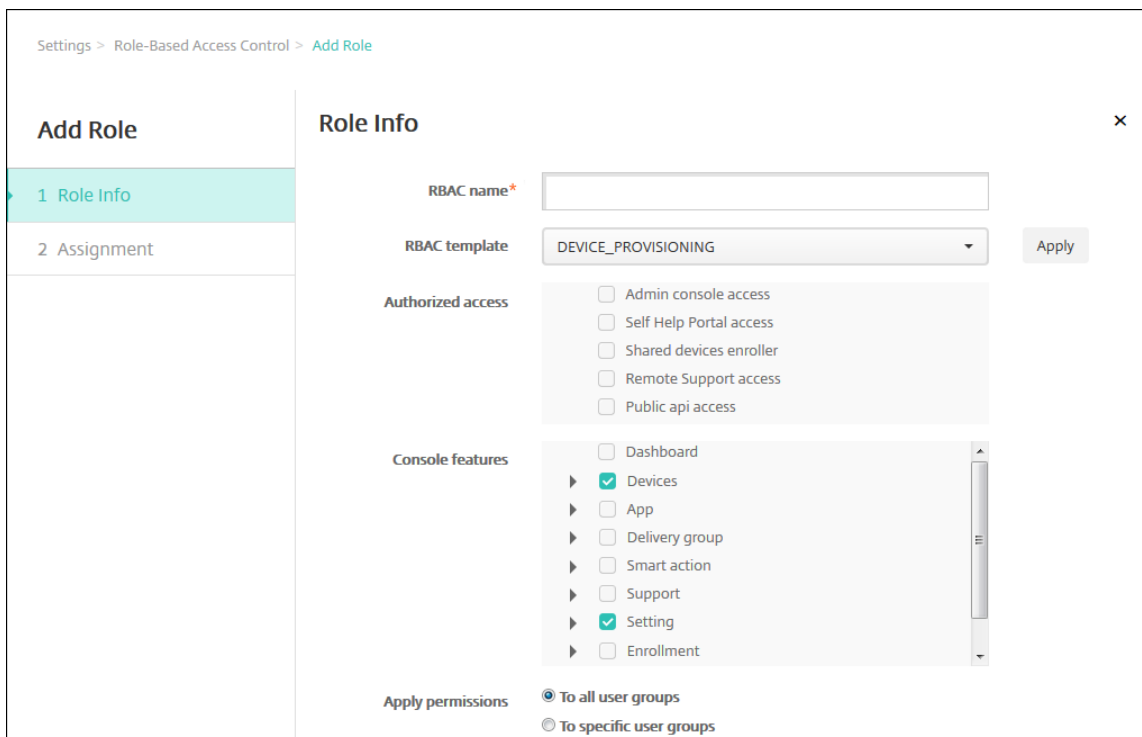 Settings > Role-Based Access Control > Add Role
Add Role
1 Role Info
2 Assignment
Role Info
RBAC name*
RBAC template
DEVICE_PROVISIONING
Apply
Authorized access
Admin console access
Self Help Portal access
Shared devices enroller
Remote Support access
Public api access
Console features
Dashboard
Devices
App
Delivery group
Smart action
Support
Setting
Enrollment
Apply permissions
To all user groups
To specific user groups